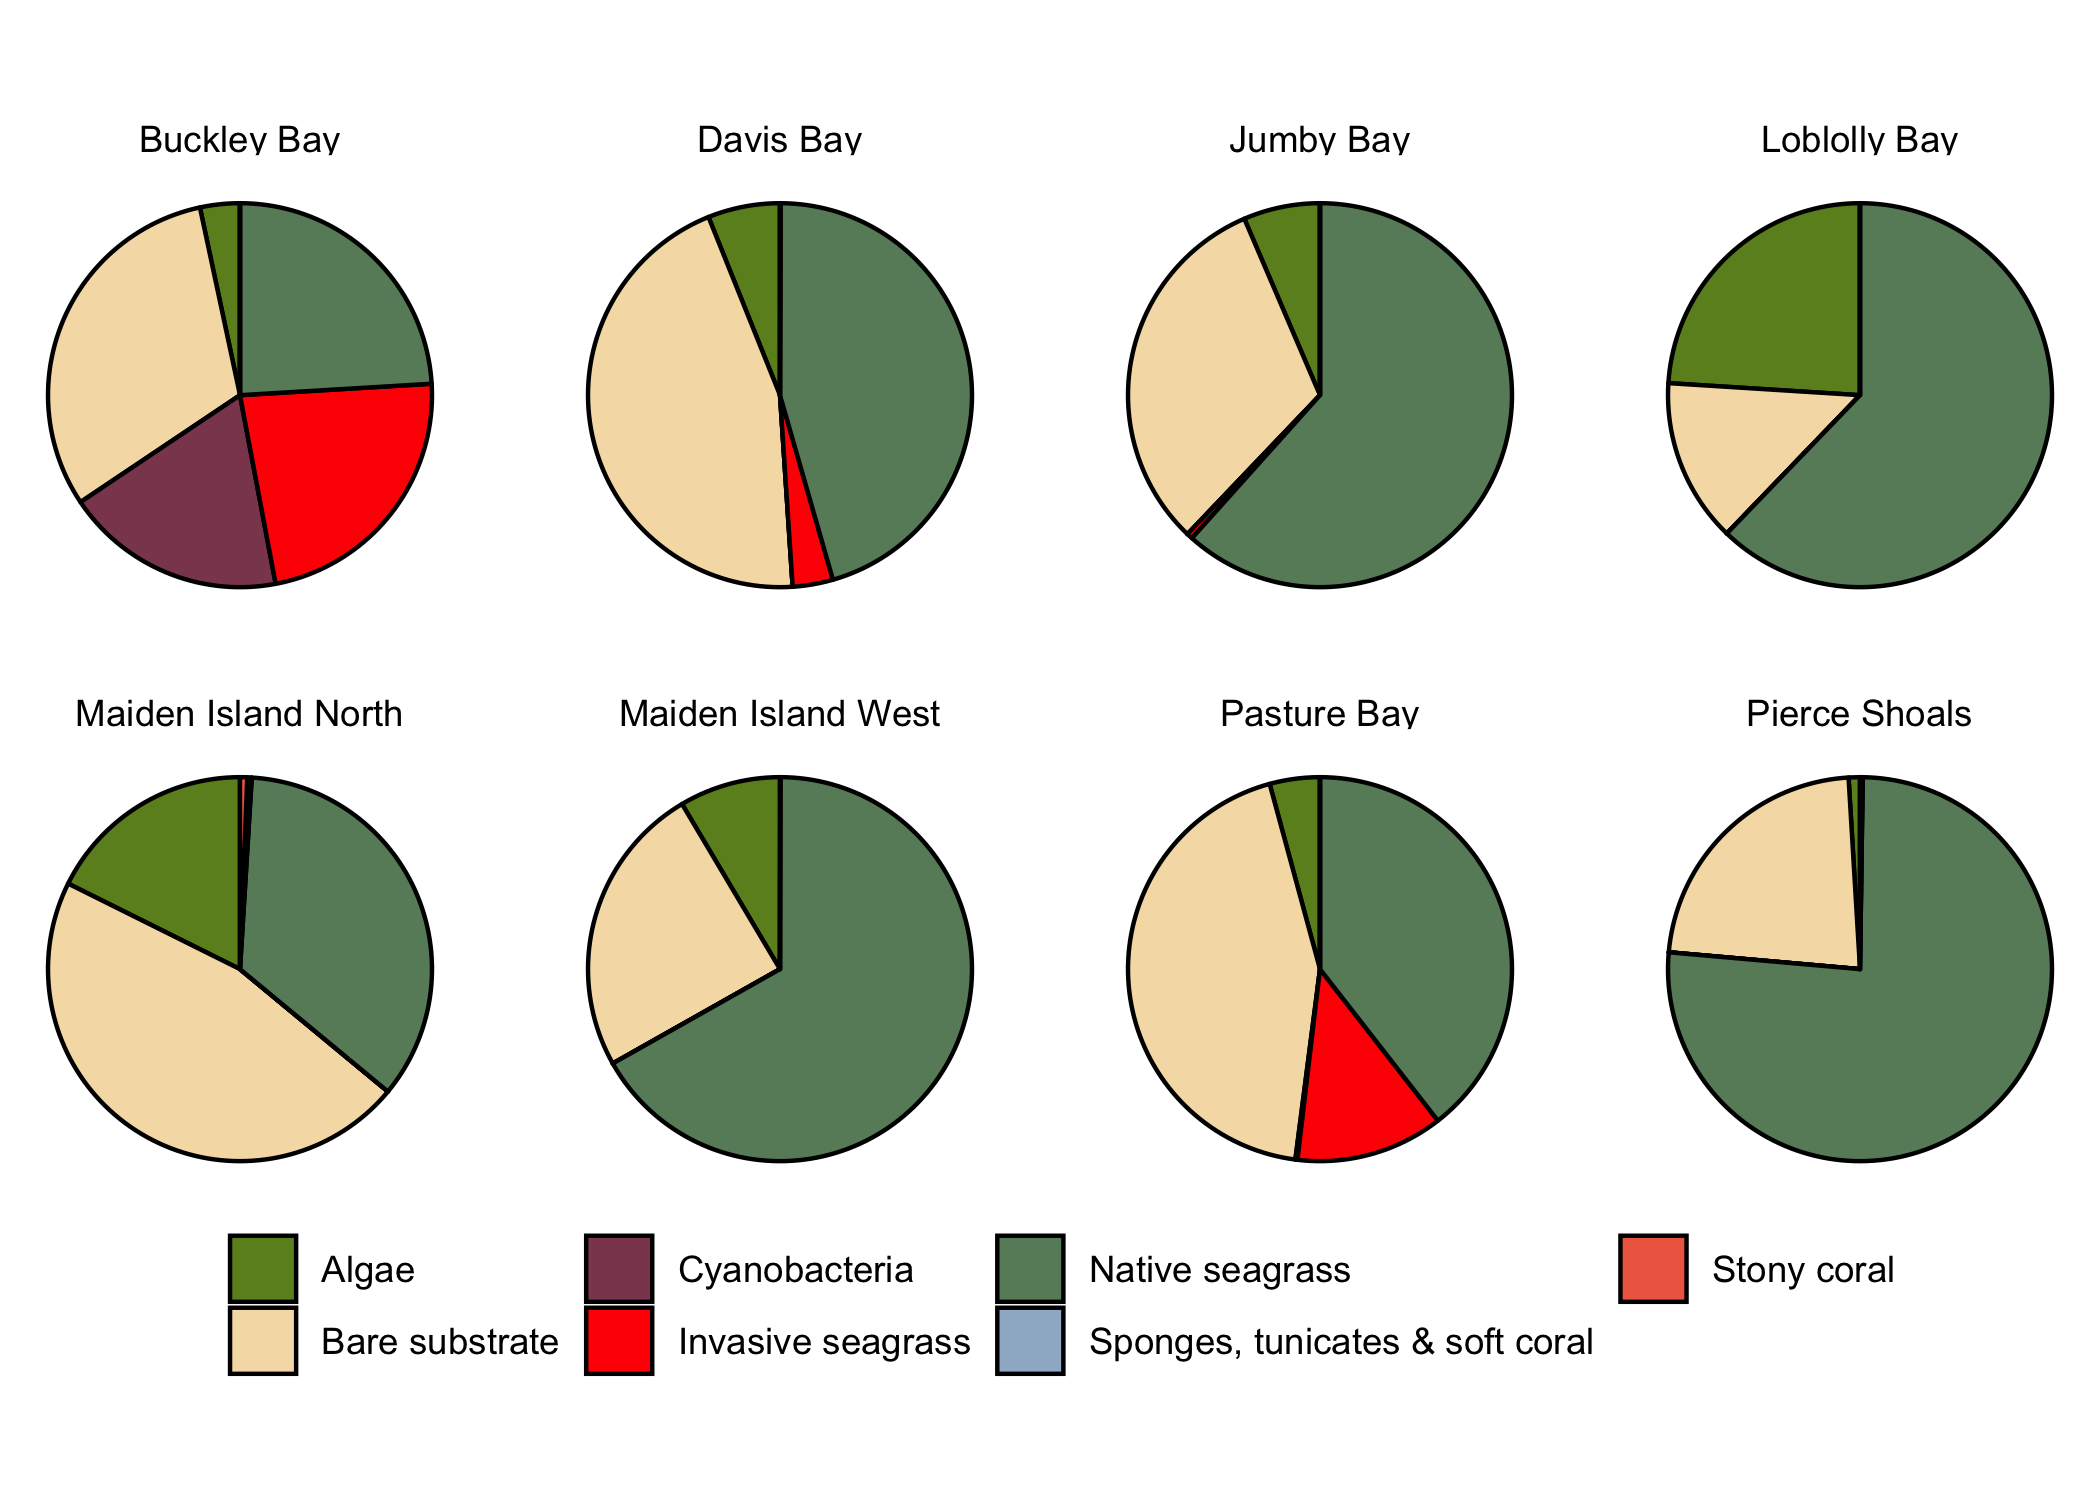 Buckley Bay
Davis Bay
Jumby Bay
Loblolly Bay
Maiden Island North
Maiden Island West
Pasture Bay
Pierce Shoals
Algae
Cyanobacteria
Native seagrass
Stony coral
Bare substrate
Invasive seagrass
Sponges, tunicates & soft coral